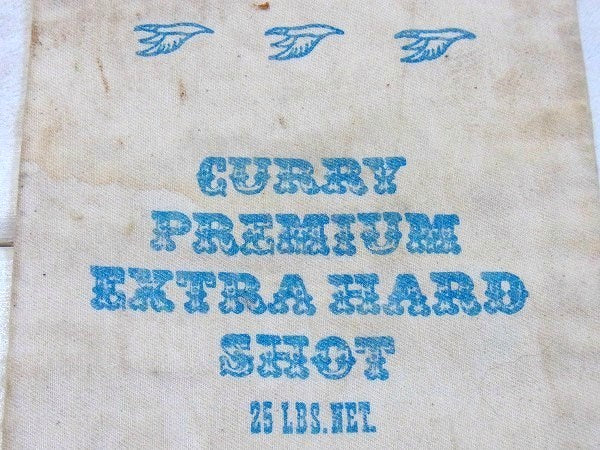 CURRY
PREMIUM
EXTRA HARD
SHOT
25 LBS. NET.